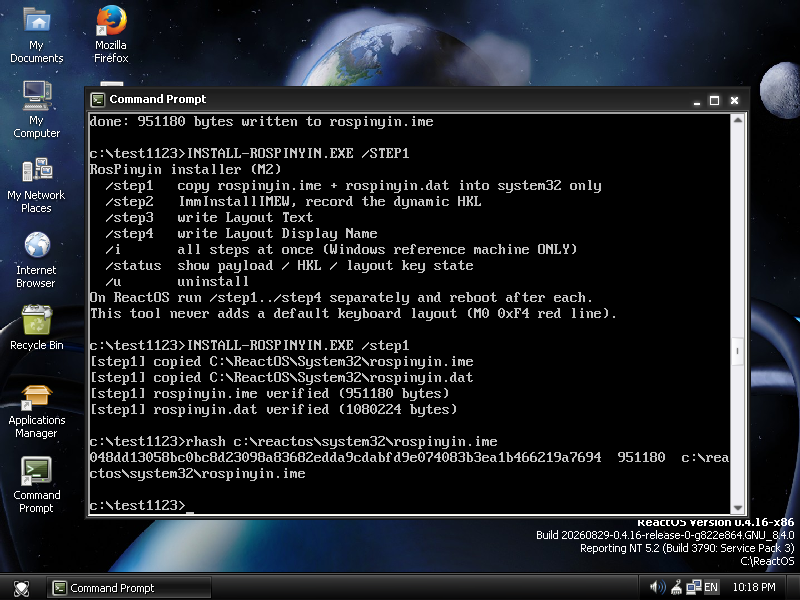 My Documents
Mozilla Firefox
My Computer
My Network Places
Internet Browser
Recycle Bin
Applications Manager
Command Prompt
Command Prompt
done: 951180 bytes written to rospinyin.ime
c:\test1123>INSTALL-ROSPINYIN.EXE /STEP1
RosPinyin installer (M2)
/step1   copy rospinyin.ime + rospinyin.dat into system32 only
/step2   ImmInstallIMEW, record the dynamic HKL
/step3   write Layout Text
/step4   write Layout Display Name
/i       all steps at once (Windows reference machine ONLY)
/status  show payload / HKL / layout key state
/u       uninstall
On ReactOS run /step1../step4 separately and reboot after each.
This tool never adds a default keyboard layout (M0 0xF4 red line).
c:\test1123>INSTALL-ROSPINYIN.EXE /step1
[step1] copied C:\ReactOS\System32\rospinyin.ime
[step1] copied C:\ReactOS\System32\rospinyin.dat
[step1] rospinyin.ime verified (951180 bytes)
[step1] rospinyin.dat verified (1080224 bytes)
c:\test1123>rhash c:\reactos\system32\rospinyin.ime
048dd13058bc0bc8d23098a83682edda9cdabfd9e074083b3ea1b466219a7694  951180  c:\rea
ctos\system32\rospinyin.ime
c:\test1123>_
ReactOS Version 0.4.16-x86
Build 20260829-0.4.16-release-0-g822e864.GNU_8.4.0
Reporting NT 5.2 (Build 3790: Service Pack 3)
C:\ReactOS
Command Prompt
EN
10:18 PM